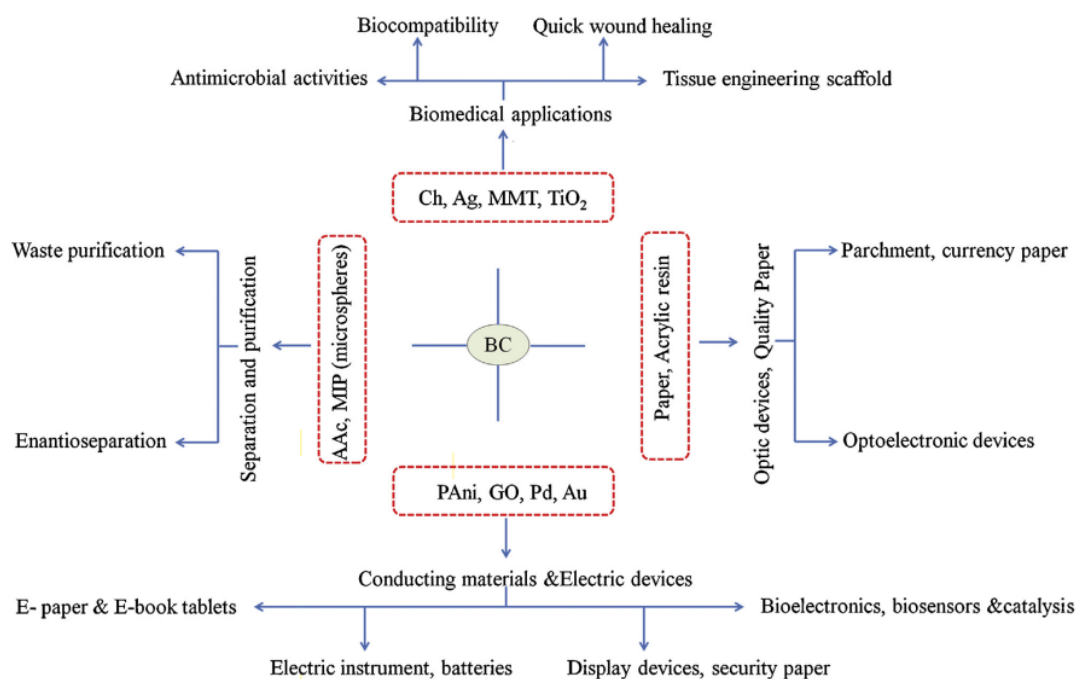 Biocompatibility
Quick wound healing
Antimicrobial activities
Tissue engineering scaffold
Biomedical applications
Ch, Ag, MMT, TiO₂
Waste purification
Enantioseparation
Separation and purification
AAc, MIP (microspheres)
BC
Paper, Acrylic resin
Optic devices, Quality Paper
Parchment, currency paper
Optoelectronic devices
PAni, GO, Pd, Au
Conducting materials &Electric devices
E- paper & E-book tablets
Bioelectronics, biosensors &catalysis
Electric instrument, batteries
Display devices, security paper